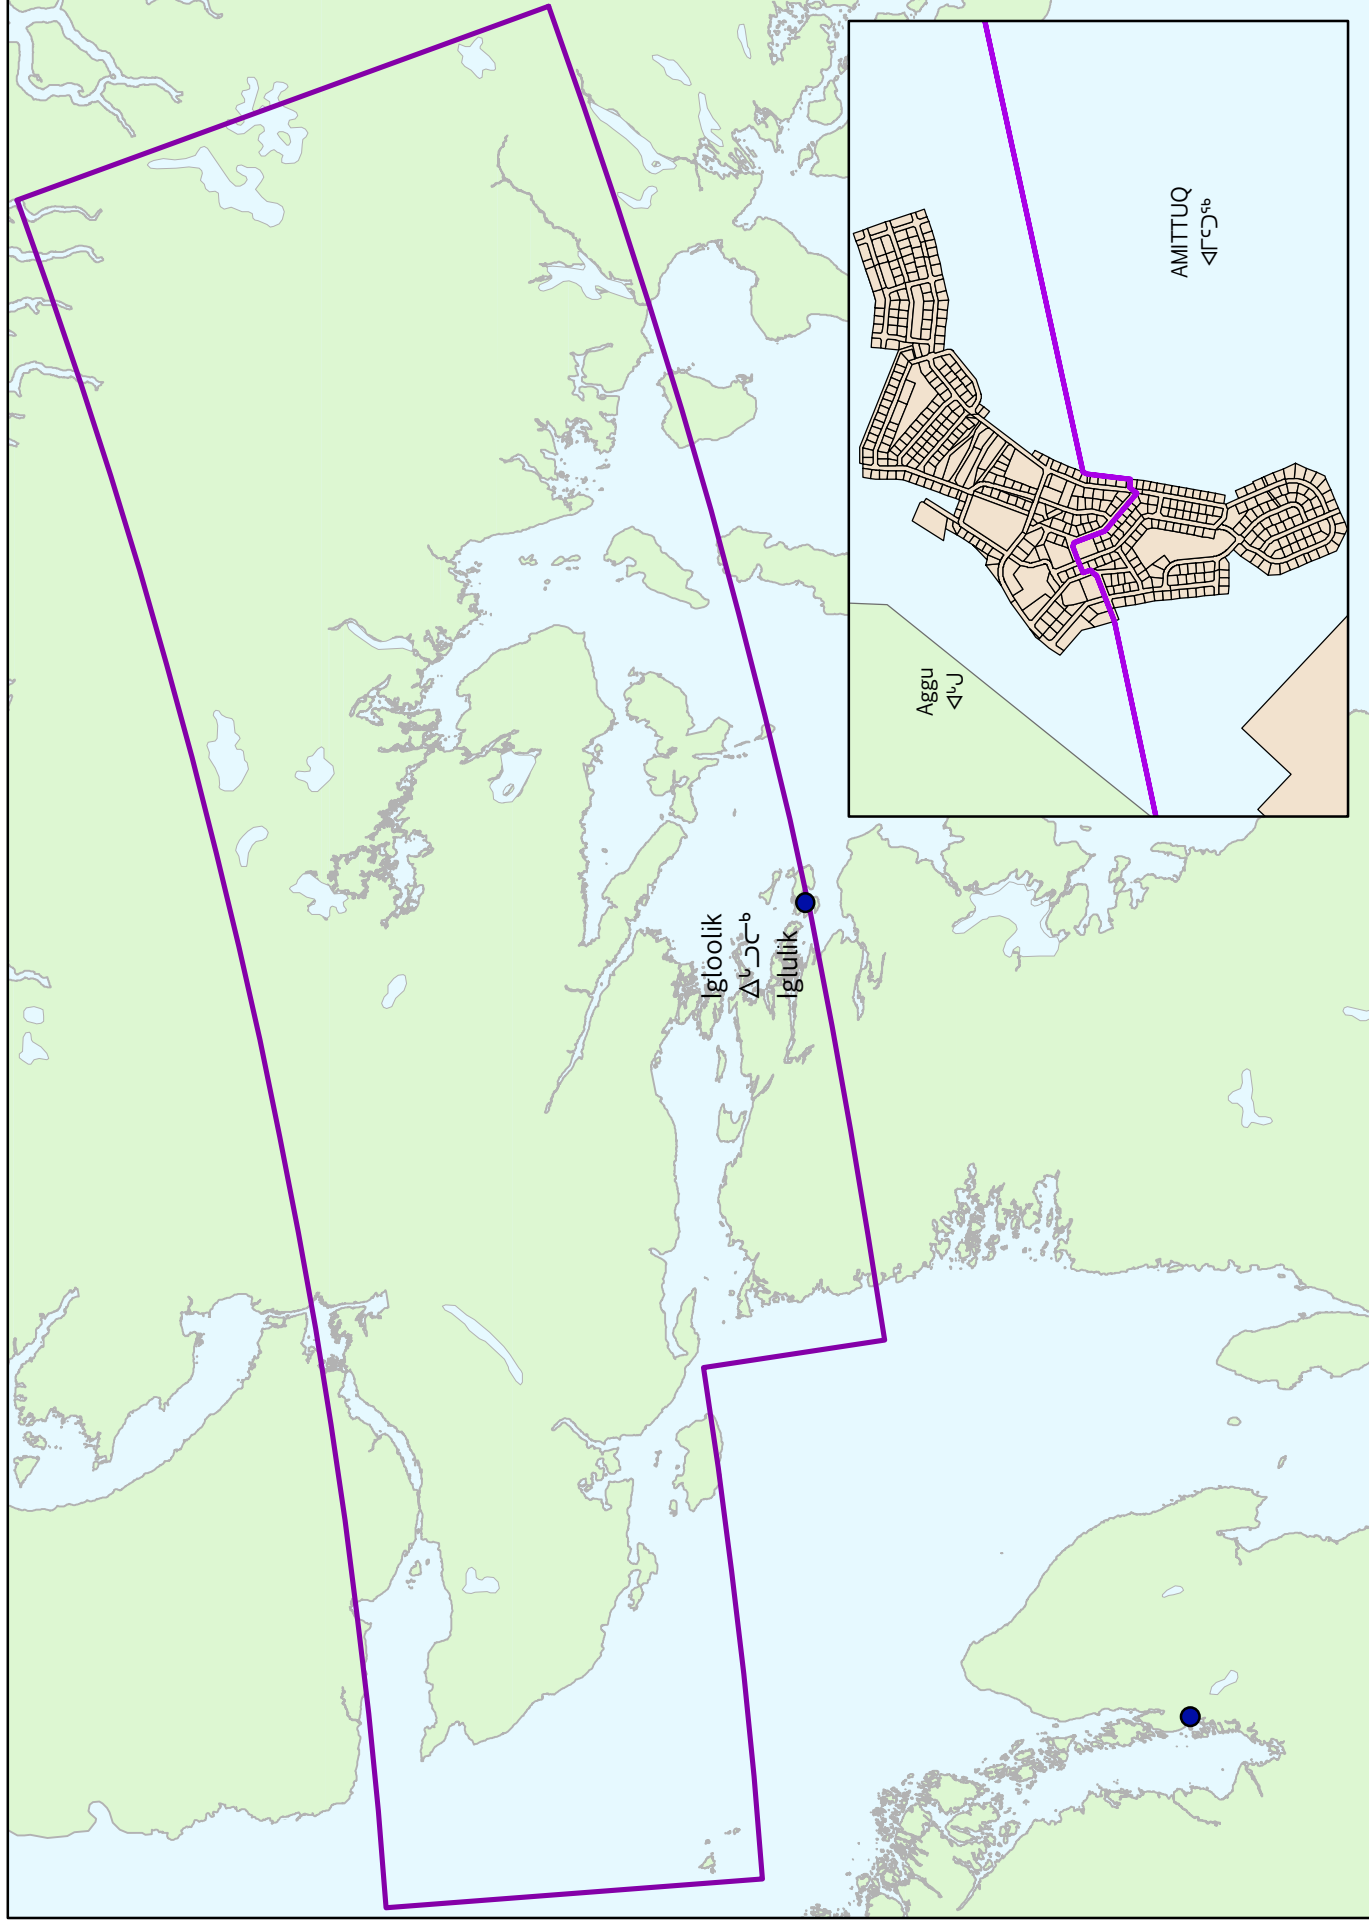 Igloolik
ᐃᒡᓗᓕᒃ
Iglulik
Aggu
ᐊᒡᒍ
AMITTUQ
ᐊᒥᑦᑐᖅ